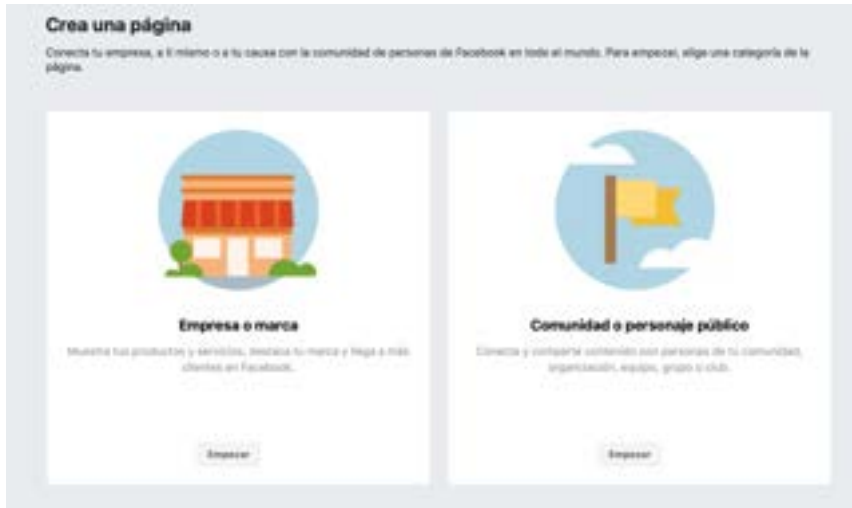 Crea una página
Conecta tu empresa, a ti mismo o a tu causa con la comunidad de personas de Facebook en todo el mundo. Para empezar, elige una categoría de la
página.
Empresa o marca
Muestra tus productos y servicios, destaca tu marca y llega a más
clientes en Facebook.
Empezar
Comunidad o personaje público
Conecta y comparte contenido con personas de tu comunidad,
organización, equipo, grupo o club.
Empezar